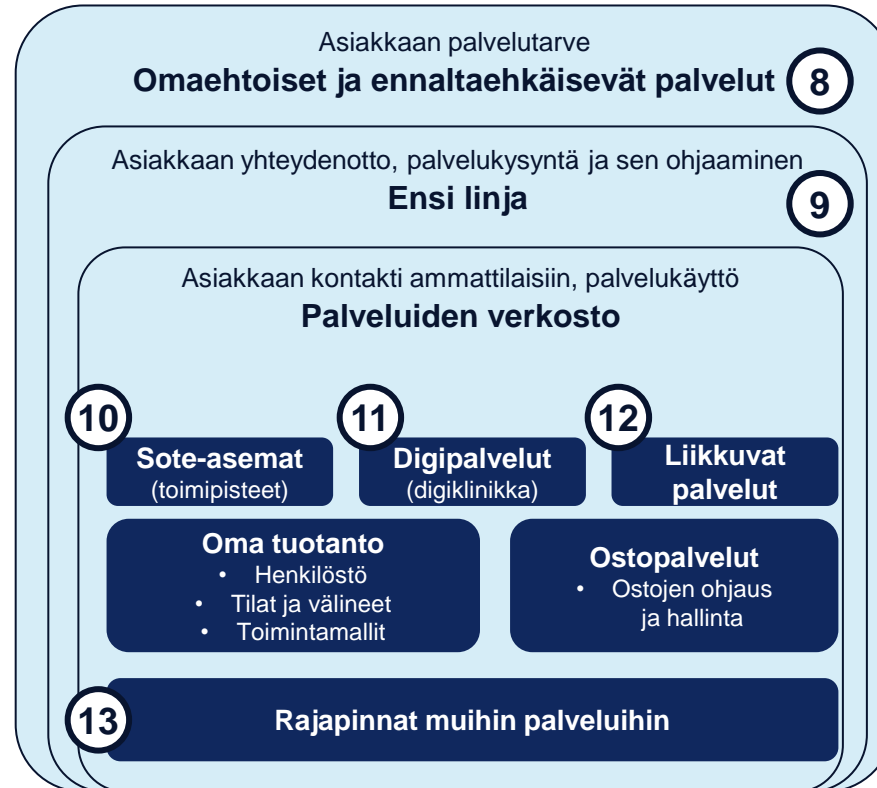 Asiakkaan palvelutarve
Omaehtoiset ja ennaltaehkäisevät palvelut
8
Asiakkaan yhteydenotto, palvelukysyntä ja sen ohjaaminen
Ensi linja
9
Asiakkaan kontakti ammattilaisiin, palvelukäyttö
Palveluiden verkosto
10
11
12
Sote-asemat
(toimipisteet)
Digipalvelut
(digiklinikka)
Liikkuvat
palvelut
Oma tuotanto
• Henkilöstö
• Tilat ja välineet
• Toimintamallit
Ostopalvelut
• Ostojen ohjaus
ja hallinta
13
Rajapinnat muihin palveluihin